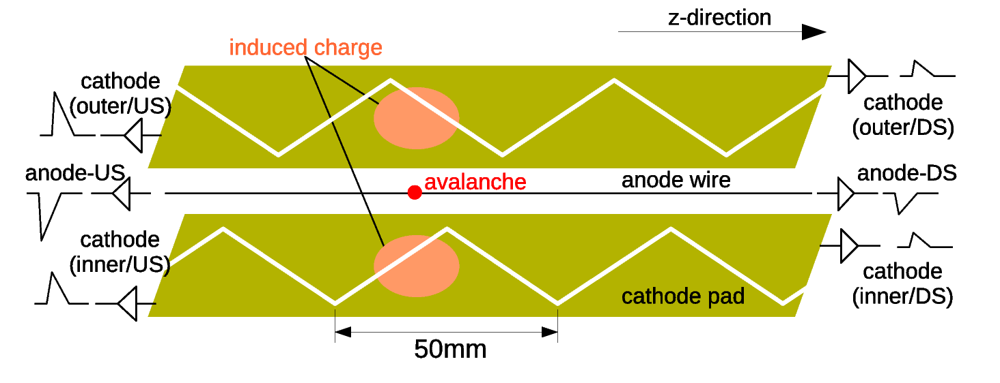 z-direction
induced charge
cathode
(outer/US)
cathode
(outer/DS)
anode-US
avalanche
anode wire
anode-DS
cathode
(inner/US)
cathode
(inner/DS)
cathode pad
50mm